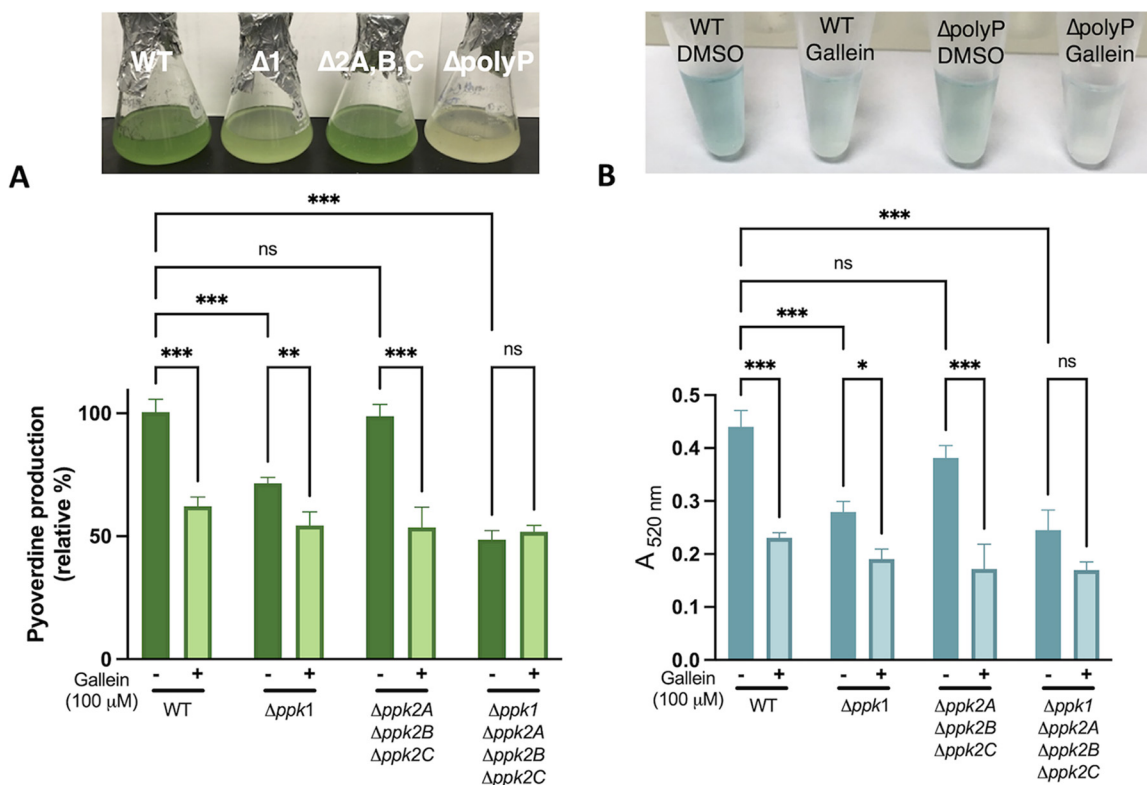 WT Δ1 Δ2A,B,C ΔpolyP
WT DMSO
WT Gallein
ΔpolyP DMSO
ΔpolyP Gallein
A
***
ns
***
*** ** *** ns
Pyoverdine production
(relative %)
100
50
0
Gallein
(100 μM)
- + - + - + - +
WT
Δppk1
Δppk2A
Δppk2B
Δppk2C
Δppk1
Δppk2A
Δppk2B
Δppk2C
B
***
ns
***
*** * *** ns
A 520 nm
0.5
0.4
0.3
0.2
0.1
0.0
Gallein
(100 μM)
- + - + - + - +
WT
Δppk1
Δppk2A
Δppk2B
Δppk2C
Δppk1
Δppk2A
Δppk2B
Δppk2C